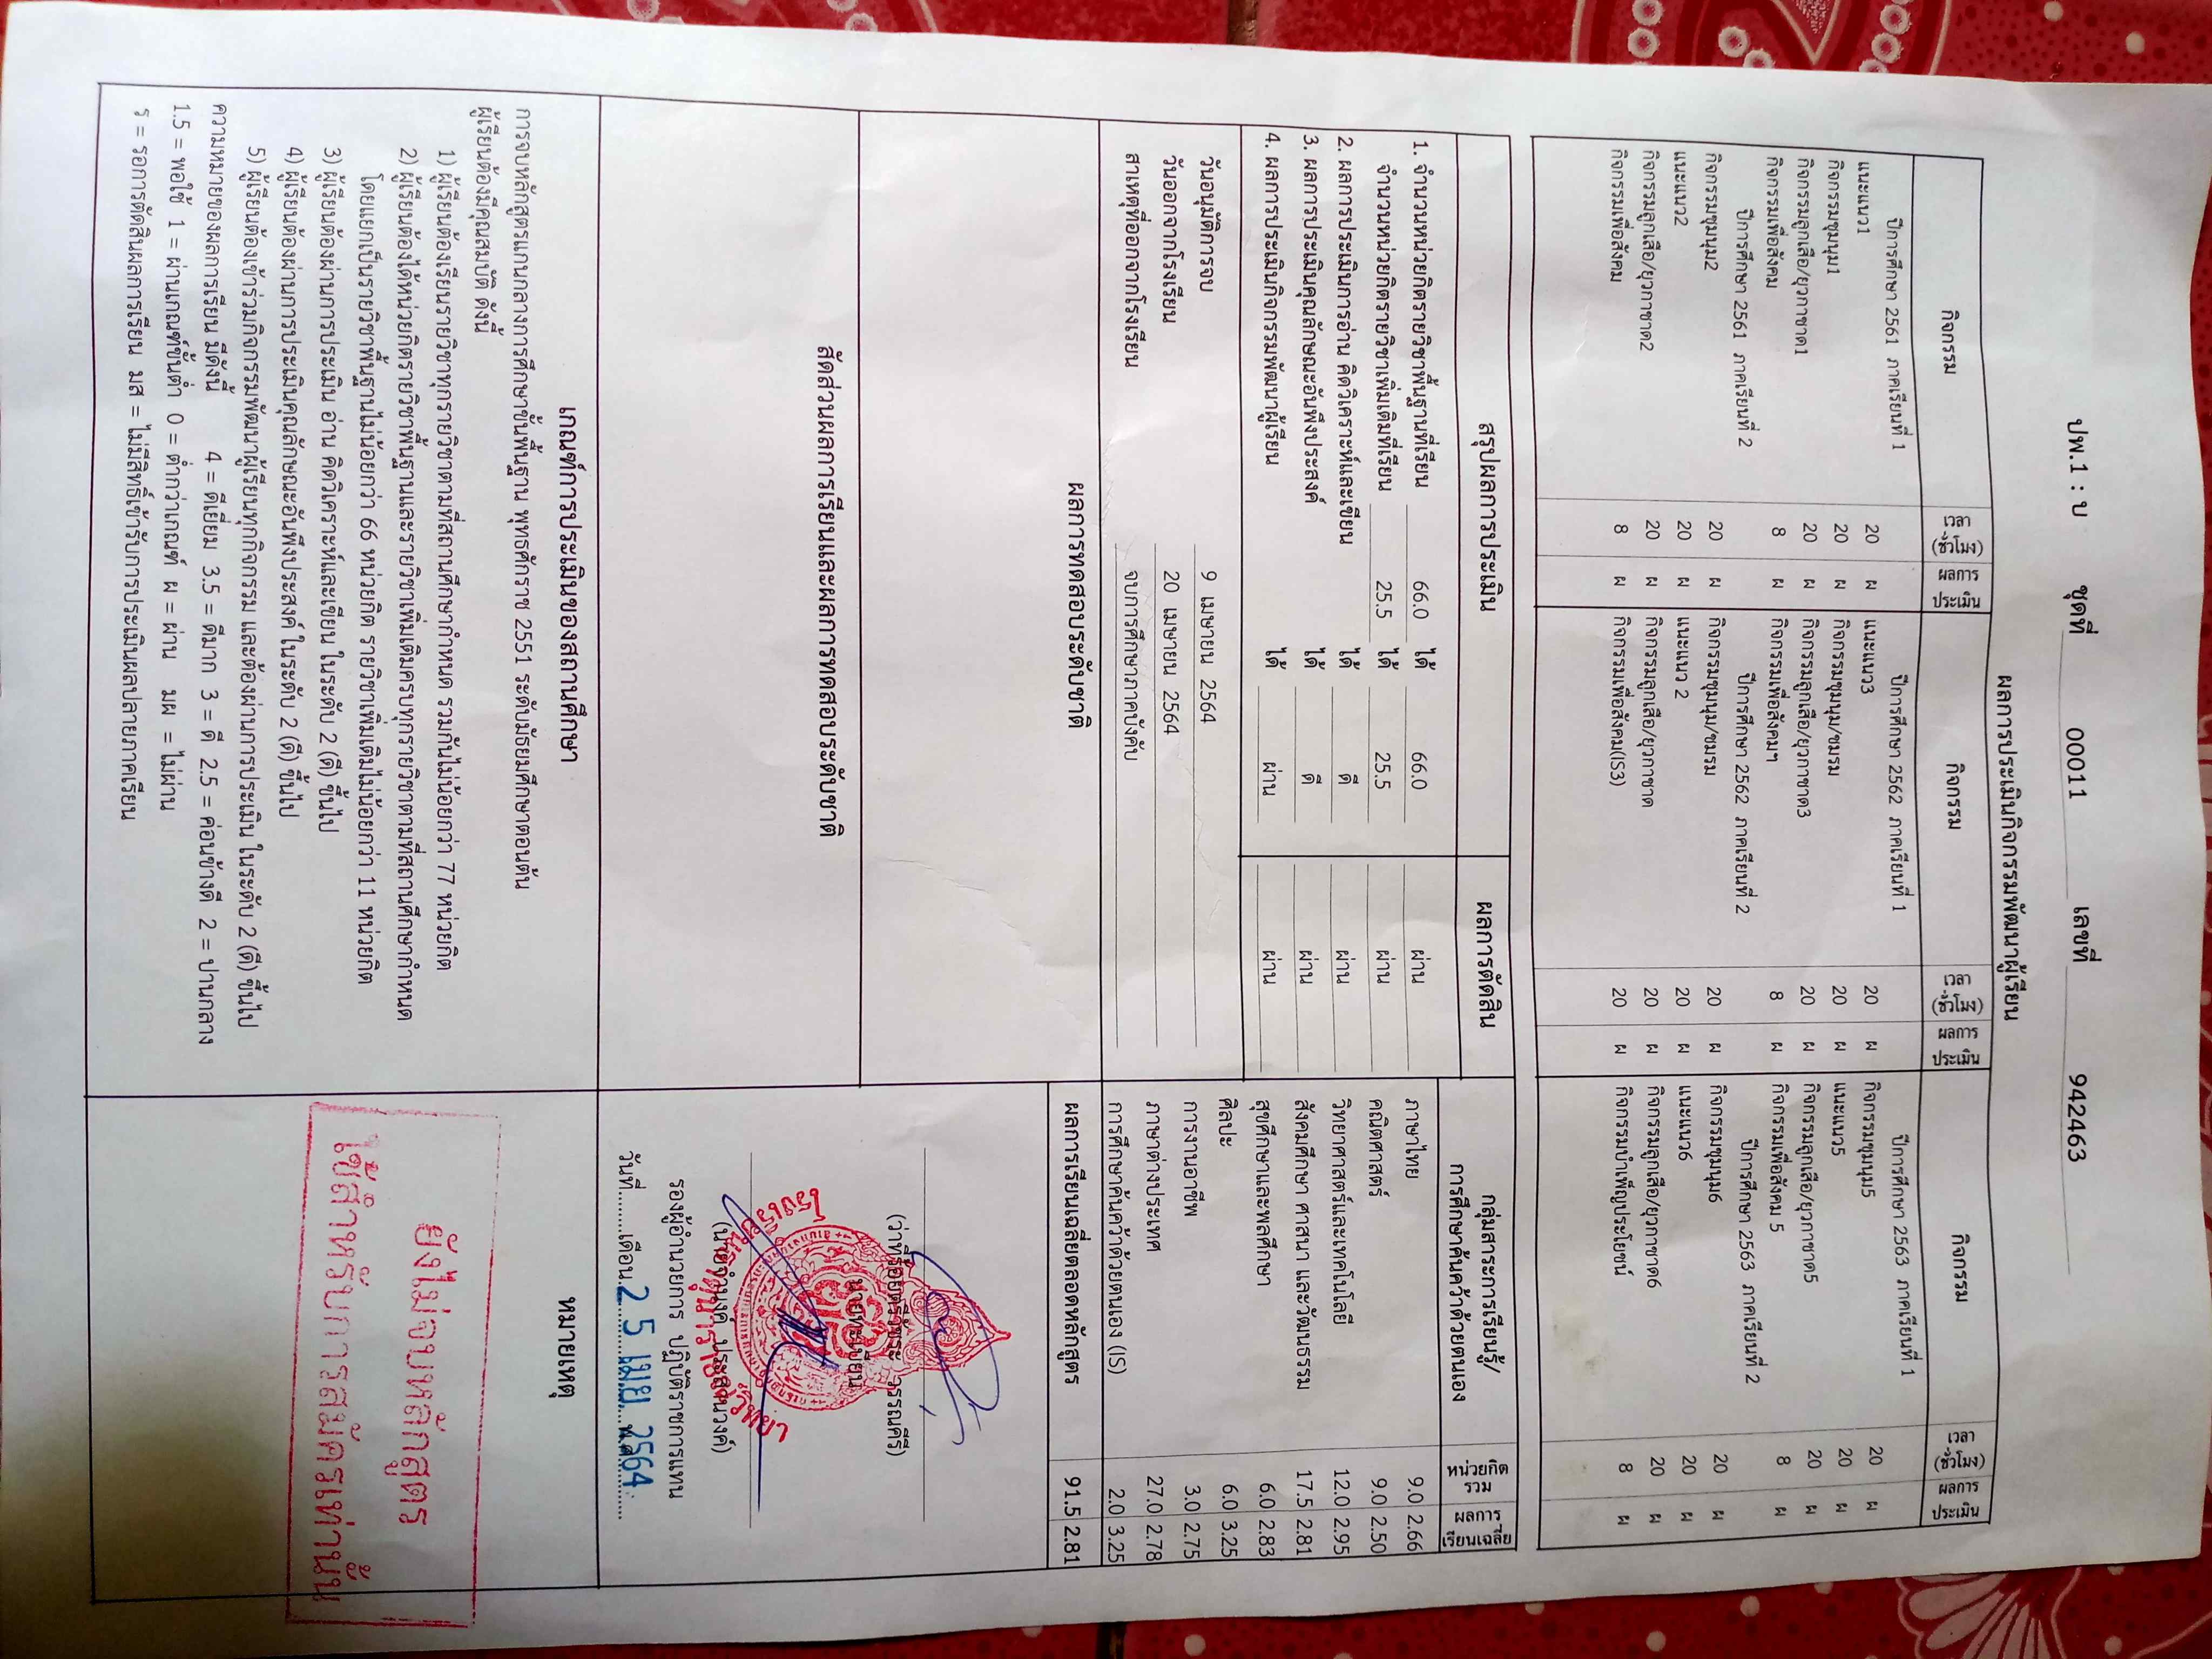 ปพ.1 : บ ชุดที่ 00011 เลขที่ 942463
ผลการประเมินกิจกรรมพัฒนาผู้เรียน
กิจกรรม เวลา (ชั่วโมง) ผลการ ประเมิน กิจกรรม เวลา (ชั่วโมง) ผลการ ประเมิน กิจกรรม เวลา (ชั่วโมง) ผลการ ประเมิน
ปีการศึกษา 2561 ภาคเรียนที่ 1
แนะแนว1 20 ผ
กิจกรรมชุมนุม1 20 ผ
กิจกรรมลูกเสือ/ยุวกาชาด1 20 ผ
กิจกรรมเพื่อสังคม 8 ผ
ปีการศึกษา 2561 ภาคเรียนที่ 2
กิจกรรมชุมนุม2 20 ผ
แนะแนว2 20 ผ
กิจกรรมลูกเสือ/ยุวกาชาด2 20 ผ
กิจกรรมเพื่อสังคม 8 ผ
ปีการศึกษา 2562 ภาคเรียนที่ 1
แนะแนว3 20 ผ
กิจกรรมชุมนุม/ชมรม 20 ผ
กิจกรรมลูกเสือ/ยุวกาชาด3 20 ผ
กิจกรรมเพื่อสังคมฯ 8 ผ
ปีการศึกษา 2562 ภาคเรียนที่ 2
กิจกรรมชุมนุม/ชมรม 20 ผ
แนะแนว 2 20 ผ
กิจกรรมลูกเสือ/ยุวกาชาด 20 ผ
กิจกรรมเพื่อสังคม(IS3) 20 ผ
ปีการศึกษา 2563 ภาคเรียนที่ 1
กิจกรรมชุมนุม5 20 ผ
แนะแนว5 20 ผ
กิจกรรมลูกเสือ/ยุวกาชาด5 20 ผ
กิจกรรมเพื่อสังคม 5 8 ผ
ปีการศึกษา 2563 ภาคเรียนที่ 2
กิจกรรมชุมนุม6 20 ผ
แนะแนว6 20 ผ
กิจกรรมลูกเสือ/ยุวกาชาด6 20 ผ
กิจกรรมบำเพ็ญประโยชน์ 8 ผ
สรุปผลการประเมิน ผลการตัดสิน
1. จำนวนหน่วยกิตรายวิชาพื้นฐานที่เรียน 66.0 ได้ 66.0 ผ่าน
จำนวนหน่วยกิตรายวิชาเพิ่มเติมที่เรียน 25.5 ได้ 25.5 ผ่าน
2. ผลการประเมินการอ่าน คิดวิเคราะห์และเขียน ได้ ดี ผ่าน
3. ผลการประเมินคุณลักษณะอันพึงประสงค์ ได้ ดี ผ่าน
4. ผลการประเมินกิจกรรมพัฒนาผู้เรียน ได้ ผ่าน ผ่าน
วันอนุมัติการจบ 9 เมษายน 2564
วันออกจากโรงเรียน 20 เมษายน 2564
สาเหตุที่ออกจากโรงเรียน จบการศึกษาภาคบังคับ
ผลการทดสอบระดับชาติ
สัดส่วนผลการเรียนและผลการทดสอบระดับชาติ
เกณฑ์การประเมินของสถานศึกษา
การจบหลักสูตรแกนกลางการศึกษาขั้นพื้นฐาน พุทธศักราช 2551 ระดับมัธยมศึกษาตอนต้น
ผู้เรียนต้องมีคุณสมบัติ ดังนี้
1) ผู้เรียนต้องเรียนรายวิชาทุกรายวิชาตามที่สถานศึกษากำหนด รวมกันไม่น้อยกว่า 77 หน่วยกิต
2) ผู้เรียนต้องได้หน่วยกิตรายวิชาพื้นฐานและรายวิชาเพิ่มเติมครบทุกรายวิชาตามที่สถานศึกษากำหนด
โดยแยกเป็นรายวิชาพื้นฐานไม่น้อยกว่า 66 หน่วยกิต รายวิชาเพิ่มเติมไม่น้อยกว่า 11 หน่วยกิต
3) ผู้เรียนต้องผ่านการประเมิน อ่าน คิดวิเคราะห์และเขียน ในระดับ 2 (ดี) ขึ้นไป
4) ผู้เรียนต้องผ่านการประเมินคุณลักษณะอันพึงประสงค์ ในระดับ 2 (ดี) ขึ้นไป
5) ผู้เรียนต้องเข้าร่วมกิจกรรมพัฒนาผู้เรียนทุกกิจกรรม และต้องผ่านการประเมิน ในระดับ 2 (ดี) ขึ้นไป
ความหมายของผลการเรียน มีดังนี้ 4 = ดีเยี่ยม 3.5 = ดีมาก 3 = ดี 2.5 = ค่อนข้างดี 2 = ปานกลาง
1.5 = พอใช้ 1 = ผ่านเกณฑ์ขั้นต่ำ 0 = ต่ำกว่าเกณฑ์ ผ = ผ่าน มผ = ไม่ผ่าน
ร = รอการตัดสินผลการเรียน มส = ไม่มีสิทธิ์เข้ารับการประเมินผลปลายภาคเรียน
กลุ่มสาระการเรียนรู้/ การศึกษาค้นคว้าด้วยตนเอง หน่วยกิต รวม ผลการ เรียนเฉลี่ย
ภาษาไทย 9.0 2.66
คณิตศาสตร์ 9.0 2.50
วิทยาศาสตร์และเทคโนโลยี 12.0 2.95
สังคมศึกษา ศาสนา และวัฒนธรรม 17.5 2.81
สุขศึกษาและพลศึกษา 6.0 2.83
ศิลปะ 6.0 3.25
การงานอาชีพ 3.0 2.75
ภาษาต่างประเทศ 27.0 2.78
การศึกษาค้นคว้าด้วยตนเอง (IS) 2.0 3.25
ผลการเรียนเฉลี่ยตลอดหลักสูตร 91.5 2.81
(ว่าที่ร้อยตรีวัชระ วรรณคีรี)
นายทะเบียน
(นายจำนงค์ ประสานวงค์)
รองผู้อำนวยการ ปฏิบัติราชการแทน
วันที่...........เดือน.2 5 เมย. พ.ศ. 2564
หมายเหตุ
ยังไม่จบหลักสูตร
ใช้สำหรับการสมัครเท่านั้น